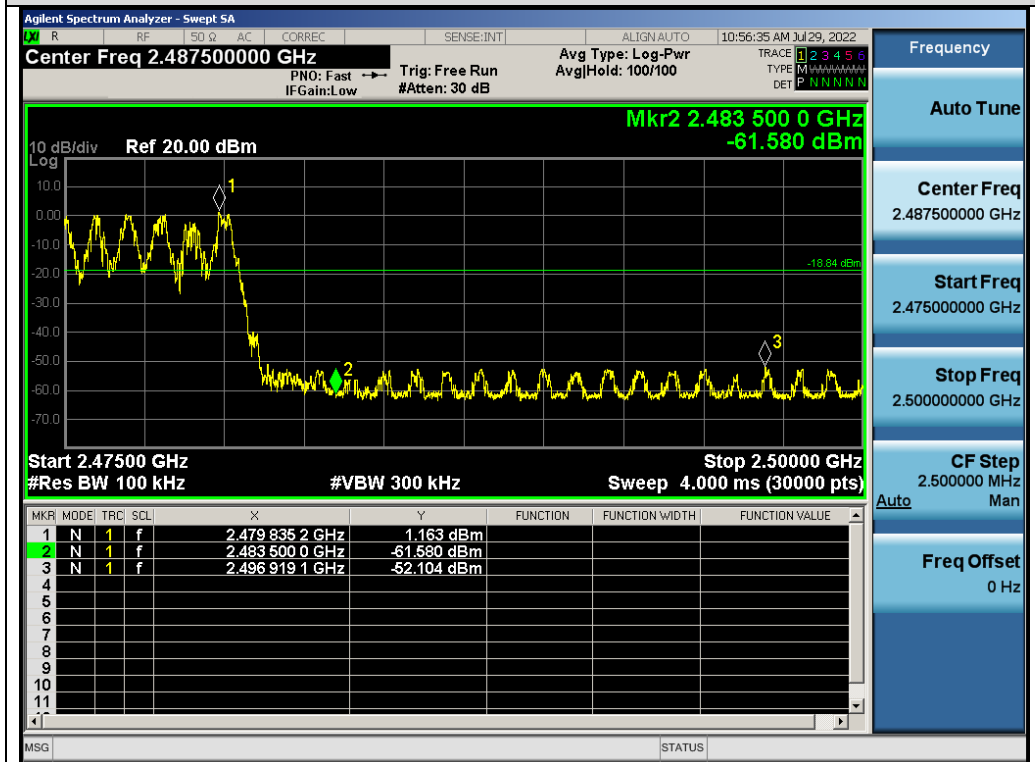 Agilent Spectrum Analyzer - Swept SA
LXI R RF 50 Ω AC CORREC SENSE:INT ALIGN AUTO 10:56:35 AM Jul 29, 2022
Center Freq 2.487500000 GHz
PNO: Fast
IFGain:Low
Trig: Free Run
#Atten: 30 dB
Avg Type: Log-Pwr
Avg|Hold: 100/100
TRACE 1 2 3 4 5 6
TYPE M WWWWW
DET P N N N N N
Frequency
Auto Tune
Center Freq
2.487500000 GHz
Start Freq
2.475000000 GHz
Stop Freq
2.500000000 GHz
CF Step
2.500000 MHz
Auto Man
Freq Offset
0 Hz
Mkr2 2.483 500 0 GHz
-61.580 dBm
10 dB/div Ref 20.00 dBm
Log
10.0
0.00
-10.0
-20.0
-30.0
-40.0
-50.0
-60.0
-70.0
1
2
3
-18.84 dBm
Start 2.47500 GHz Stop 2.50000 GHz
#Res BW 100 kHz #VBW 300 kHz Sweep 4.000 ms (30000 pts)
MKR MODE TRC SCL X Y FUNCTION FUNCTION WIDTH FUNCTION VALUE
1 N 1 f 2.479 835 2 GHz 1.163 dBm
2 N 1 f 2.483 500 0 GHz -61.580 dBm
3 N 1 f 2.496 919 1 GHz -52.104 dBm
4
5
6
7
8
9
10
11
MSG STATUS